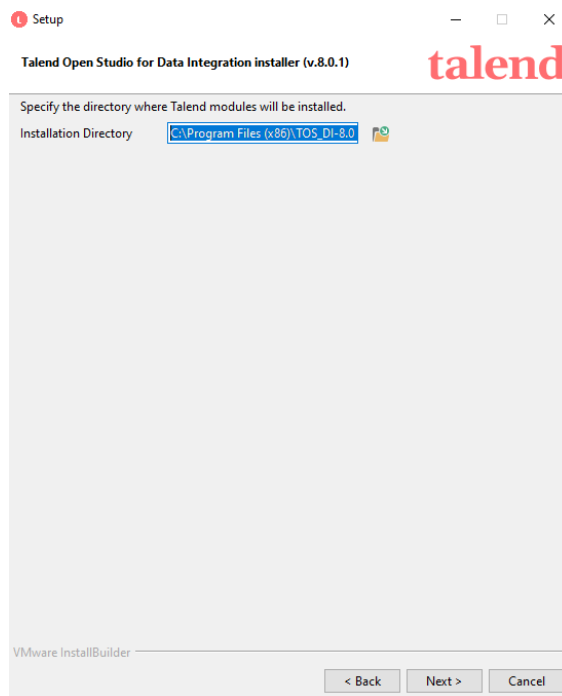 Setup
Talend Open Studio for Data Integration installer (v.8.0.1)
talend
Specify the directory where Talend modules will be installed.
Installation Directory C:\Program Files (x86)\TOS_DI-8.0
VMware InstallBuilder
< Back Next > Cancel